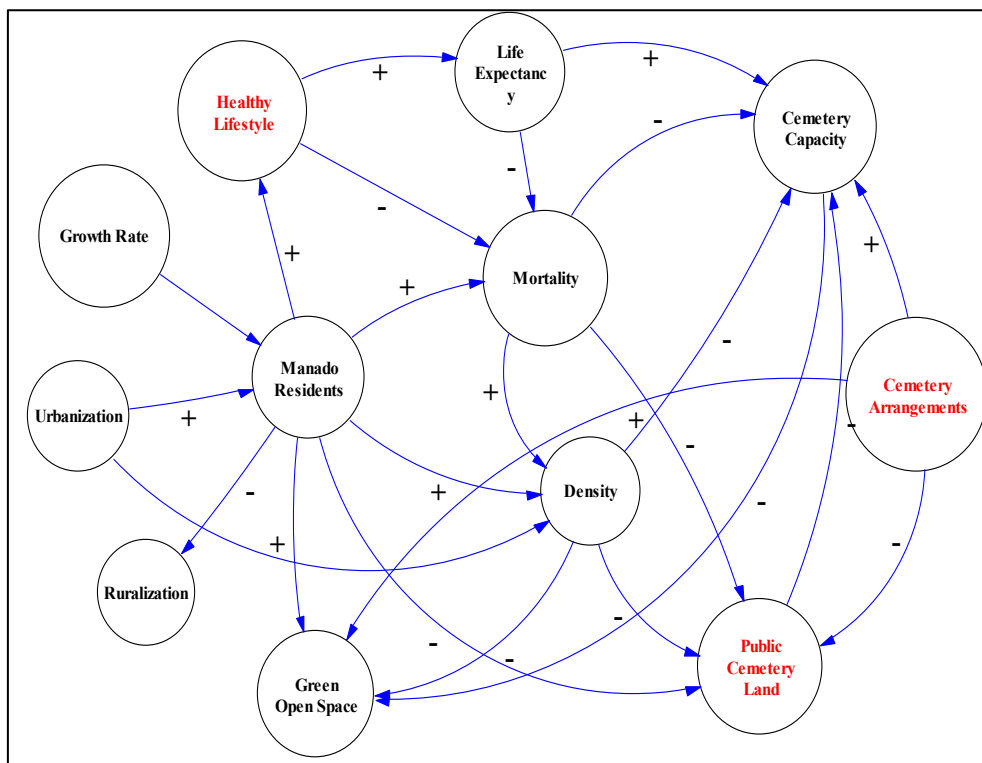 Life
Expectanc
y
+
+
Healthy
Lifestyle
Cemetery
Capacity
-
-
-
Growth Rate
+
+
+
Mortality
Manado
Residents
-
Urbanization
+
+
Cemetery
Arrangements
+
-
-
+
Density
-
-
+
-
Ruralization
-
-
-
Public
Cemetery
Land
Green
Open Space